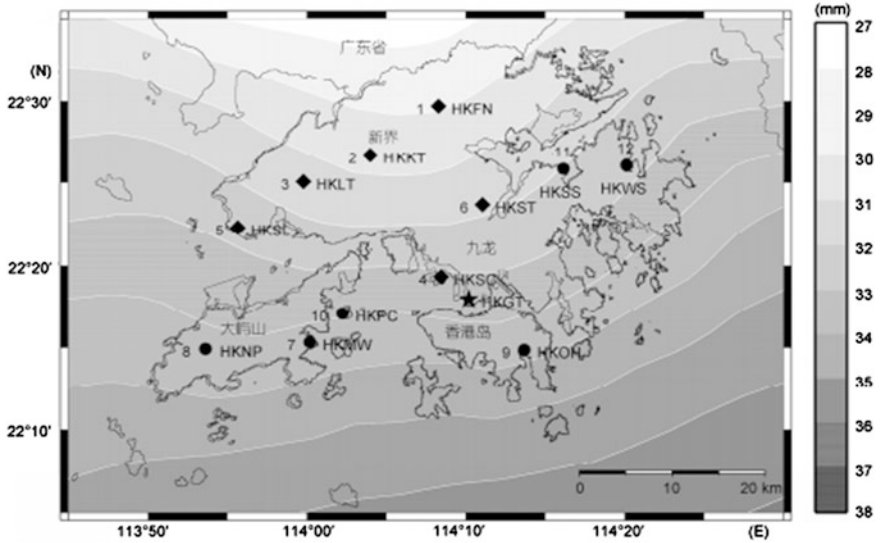 (mm)
27
28
29
30
31
32
33
34
35
36
37
38
(N)
22°30′
22°20′
22°10′
113°50′
114°00′
114°10′
114°20′
(E)
广东省
1 HKFN
新界
2 HKKT
3 HKLT
11
HKSS
12
HKWS
6 HKST
5 HKSL
九龙
4 HKSC
HKGT
10 HKPC
大屿山
香港岛
7 HKMW
8 HKNP
9 HKOH
0 10 20 km